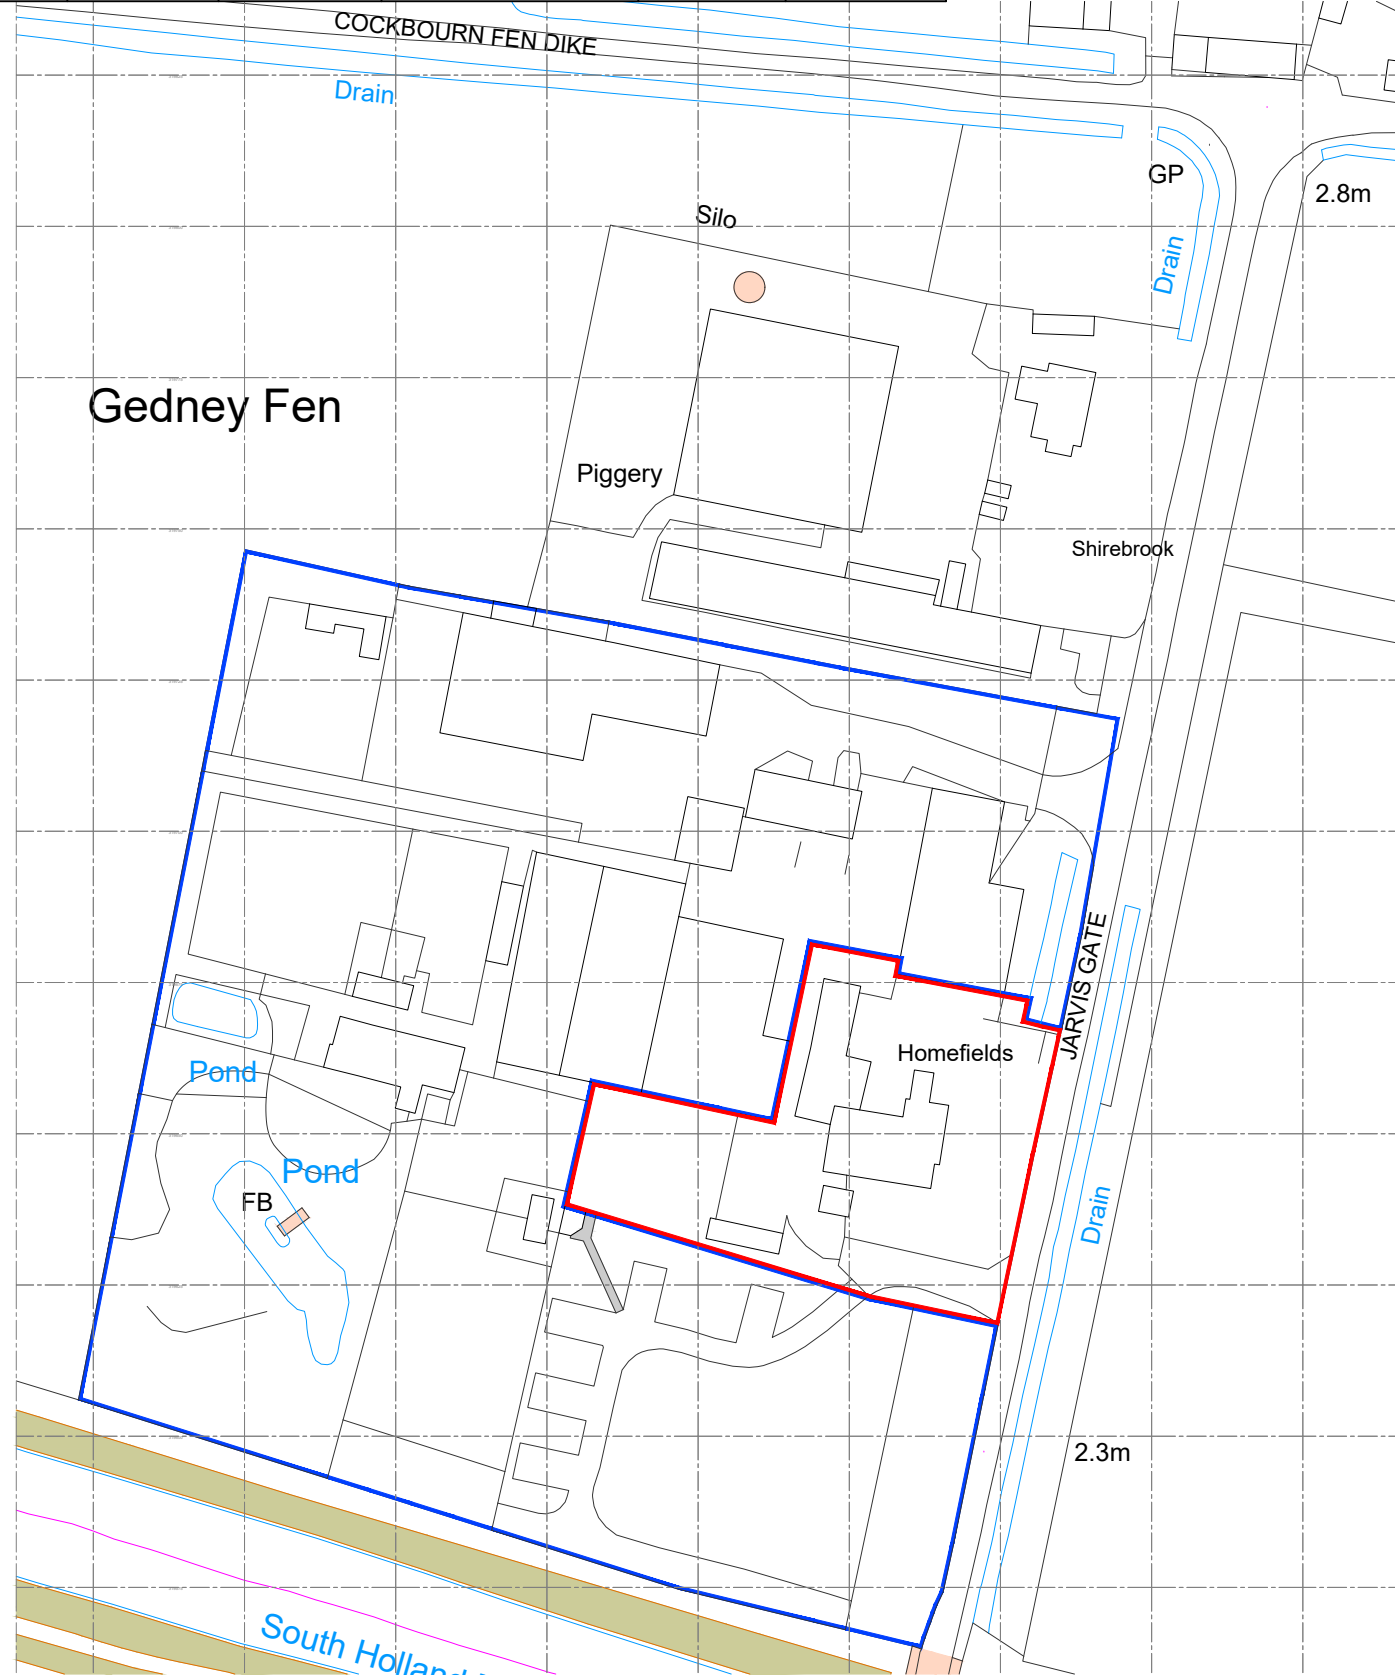 COCKBOURN FEN DIKE
Drain
GP
2.8m
Silo
Drain
Gedney Fen
Piggery
Shirebrook
JARVIS GATE
Homefields
Pond
Pond
FB
Drain
2.3m
South Holland